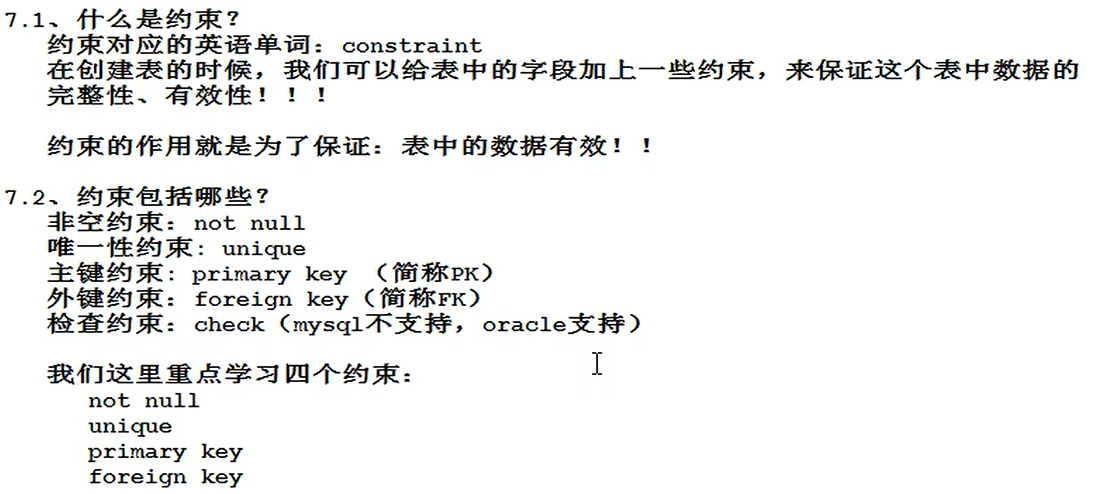 7.1、什么是约束?
约束对应的英语单词：constraint
在创建表的时候，我们可以给表中的字段加上一些约束，来保证这个表中数据的
完整性、有效性！！！
约束的作用就是为了保证：表中的数据有效！！
7.2、约束包括哪些?
非空约束：not null
唯一性约束: unique
主键约束: primary key （简称PK）
外键约束：foreign key（简称FK）
检查约束：check（mysql不支持，oracle支持）
我们这里重点学习四个约束：
not null
unique
primary key
foreign key